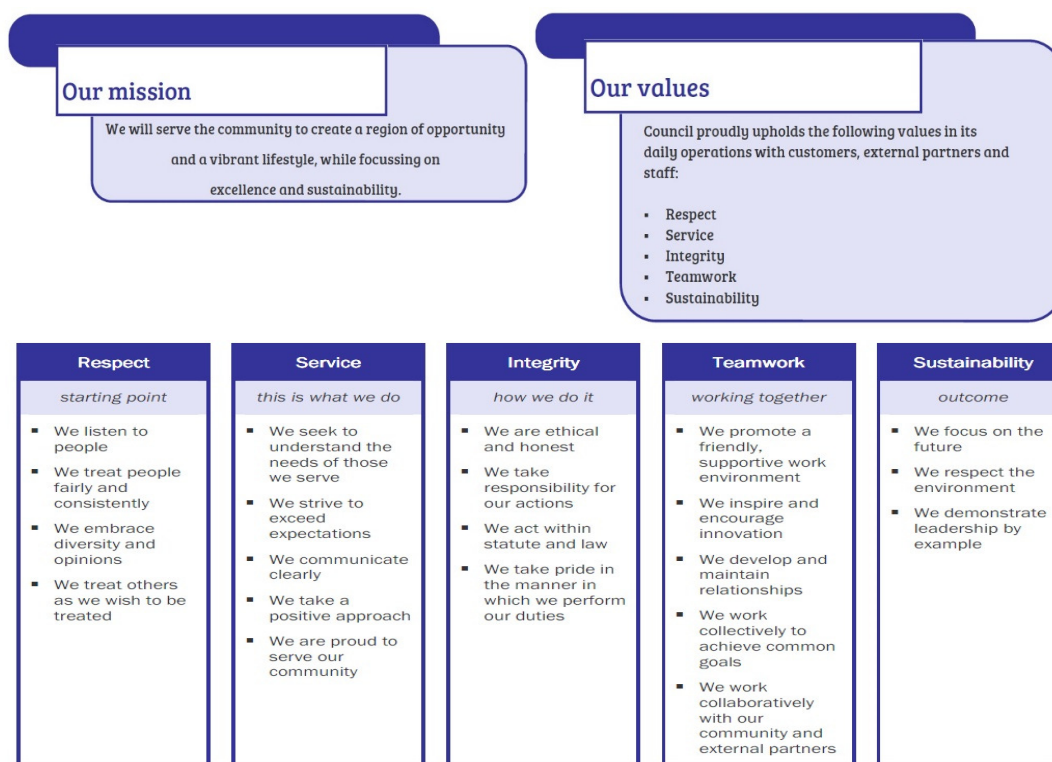 Our mission
We will serve the community to create a region of opportunity
and a vibrant lifestyle, while focussing on
excellence and sustainability.
Our values
Council proudly upholds the following values in its
daily operations with customers, external partners and
staff:
▪ Respect
▪ Service
▪ Integrity
▪ Teamwork
▪ Sustainability
Respect
starting point
▪ We listen to
people
▪ We treat people
fairly and
consistently
▪ We embrace
diversity and
opinions
▪ We treat others
as we wish to be
treated
Service
this is what we do
▪ We seek to
understand the
needs of those
we serve
▪ We strive to
exceed
expectations
▪ We communicate
clearly
▪ We take a
positive approach
▪ We are proud to
serve our
community
Integrity
how we do it
▪ We are ethical
and honest
▪ We take
responsibility for
our actions
▪ We act within
statute and law
▪ We take pride in
the manner in
which we perform
our duties
Teamwork
working together
▪ We promote a
friendly,
supportive work
environment
▪ We inspire and
encourage
innovation
▪ We develop and
maintain
relationships
▪ We work
collectively to
achieve common
goals
▪ We work
collaboratively
with our
community and
external partners
Sustainability
outcome
▪ We focus on the
future
▪ We respect the
environment
▪ We demonstrate
leadership by
example